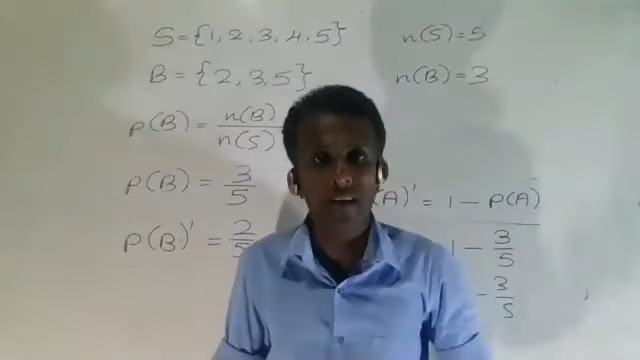 S = {1, 2, 3, 4, 5} n(S) = 5
B = {2, 3, 5} n(B) = 3
P(B) = n(B)/n(S)
P(B) = 3/5
(A)' = 1 - P(A)
P(B)' = 2/5
1 - 3/5
- 3/5